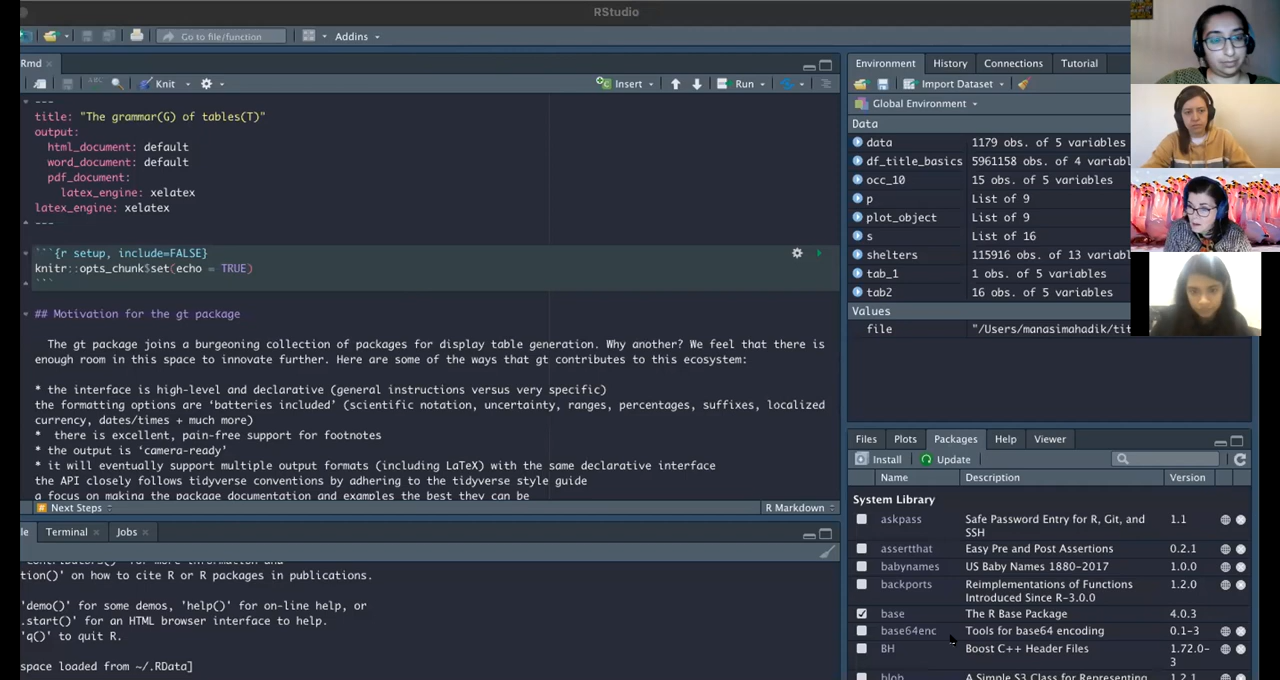 RStudio
Go to file/function
Addins
Rmd
Knit
Insert
Run
---
title: "The grammar(G) of tables(T)"
output:
html_document: default
word_document: default
pdf_document:
latex_engine: xelatex
latex_engine: xelatex
---
```{r setup, include=FALSE}
knitr::opts_chunk$set(echo = TRUE)
```
## Motivation for the gt package
The gt package joins a burgeoning collection of packages for display table generation. Why another? We feel that there is
enough room in this space to innovate further. Here are some of the ways that gt contributes to this ecosystem:
* the interface is high-level and declarative (general instructions versus very specific)
the formatting options are ‘batteries included’ (scientific notation, uncertainty, ranges, percentages, suffixes, localized
currency, dates/times + much more)
* there is excellent, pain-free support for footnotes
* the output is ‘camera-ready’
* it will eventually support multiple output formats (including LaTeX) with the same declarative interface
the API closely follows tidyverse conventions by adhering to the tidyverse style guide
a focus on making the package documentation and examples the best they can be
# Next Steps
R Markdown
le
Terminal
Jobs
'contributors()' for more information and
tion()' on how to cite R or R packages in publications.
'demo()' for some demos, 'help()' for on-line help, or
.start()' for an HTML browser interface to help.
'q()' to quit R.
space loaded from ~/.RData]
Environment
History
Connections
Tutorial
Import Dataset
Global Environment
Data
data 1179 obs. of 5 variables
df_title_basics 5961158 obs. of 4 variabl
occ_10 15 obs. of 5 variables
p List of 9
plot_object List of 9
s List of 16
shelters 115916 obs. of 13 variabl
tab_1 1 obs. of 5 variables
tab2 16 obs. of 5 variables
Values
file "/Users/manasimahadik/tit
Files
Plots
Packages
Help
Viewer
Install
Update
Name Description Version
System Library
askpass Safe Password Entry for R, Git, and 1.1
SSH
assertthat Easy Pre and Post Assertions 0.2.1
babynames US Baby Names 1880-2017 1.0.0
backports Reimplementations of Functions 1.2.0
Introduced Since R-3.0.0
base The R Base Package 4.0.3
base64enc Tools for base64 encoding 0.1-3
BH Boost C++ Header Files 1.72.0-
3
blob A Simple S3 Class for Representing 1.2.1